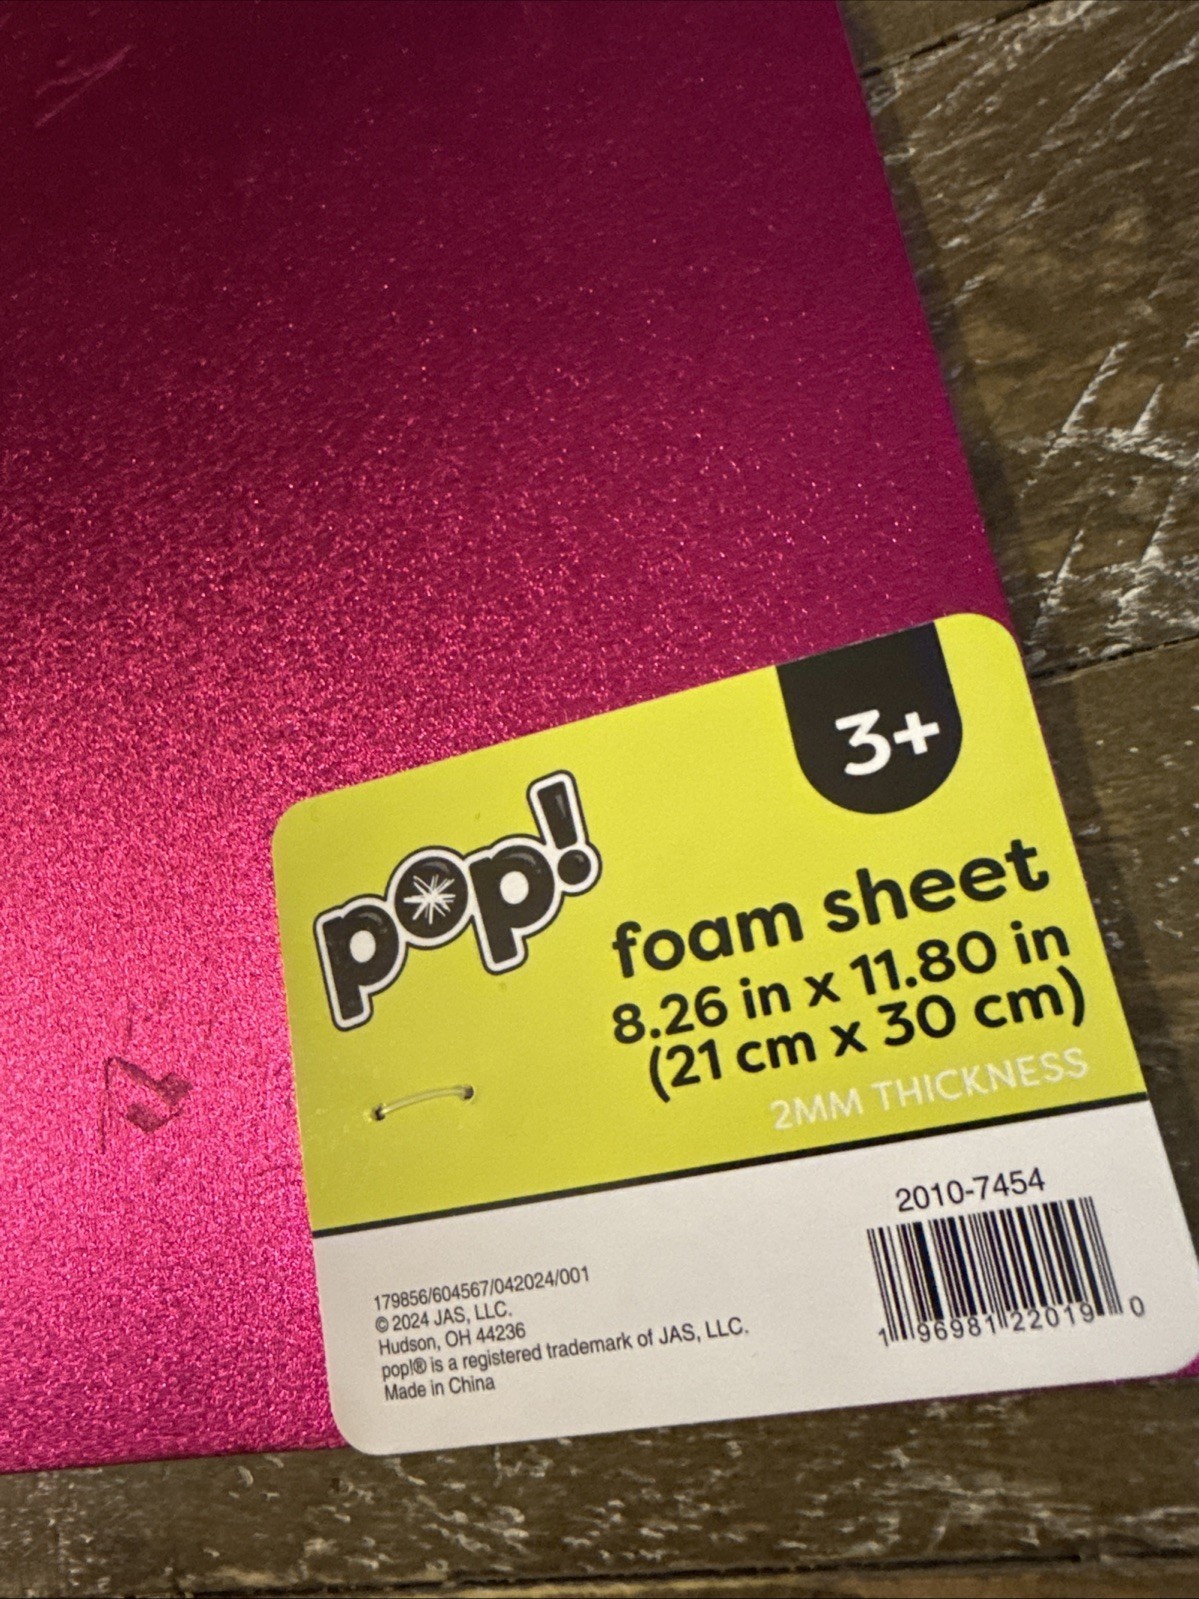 3+
pop!
foam sheet
8.26 in x 11.80 in
(21 cm x 30 cm)
2MM THICKNESS
2010-7454
1 96981 22019 0
179856/604567/042024/001
© 2024 JAS, LLC.
Hudson, OH 44236
pop!® is a registered trademark of JAS, LLC.
Made in China